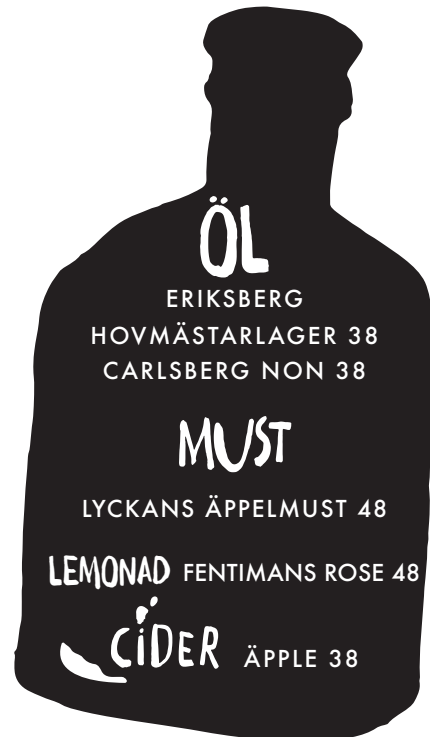 ÖL
ERIKSBERG
HOVMÄSTARLAGER 38
CARLSBERG NON 38
MUST
LYCKANS ÄPPELMUST 48
LEMONAD FENTIMANS ROSE 48
CIDER ÄPPLE 38